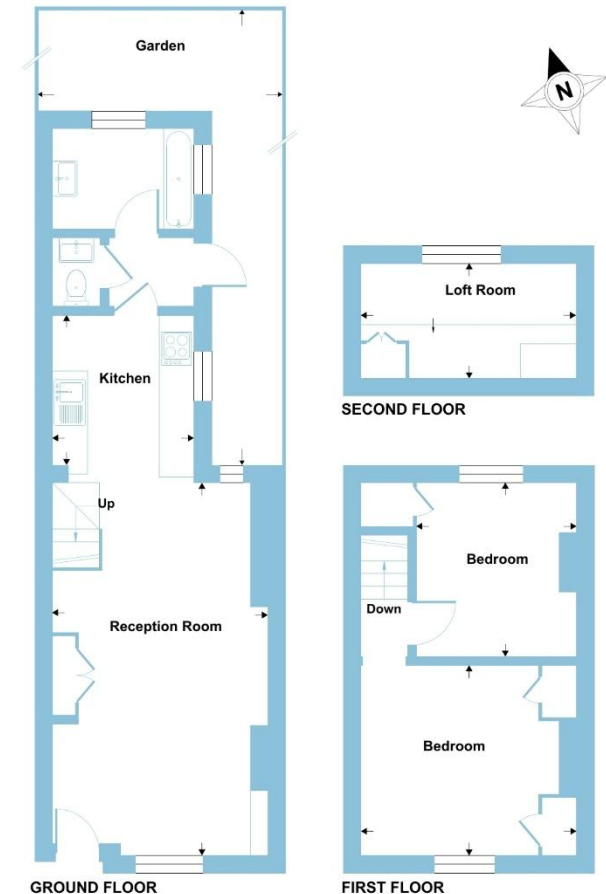 Garden
N
Loft Room
SECOND FLOOR
Kitchen
Up
Reception Room
GROUND FLOOR
Bedroom
Down
Bedroom
FIRST FLOOR